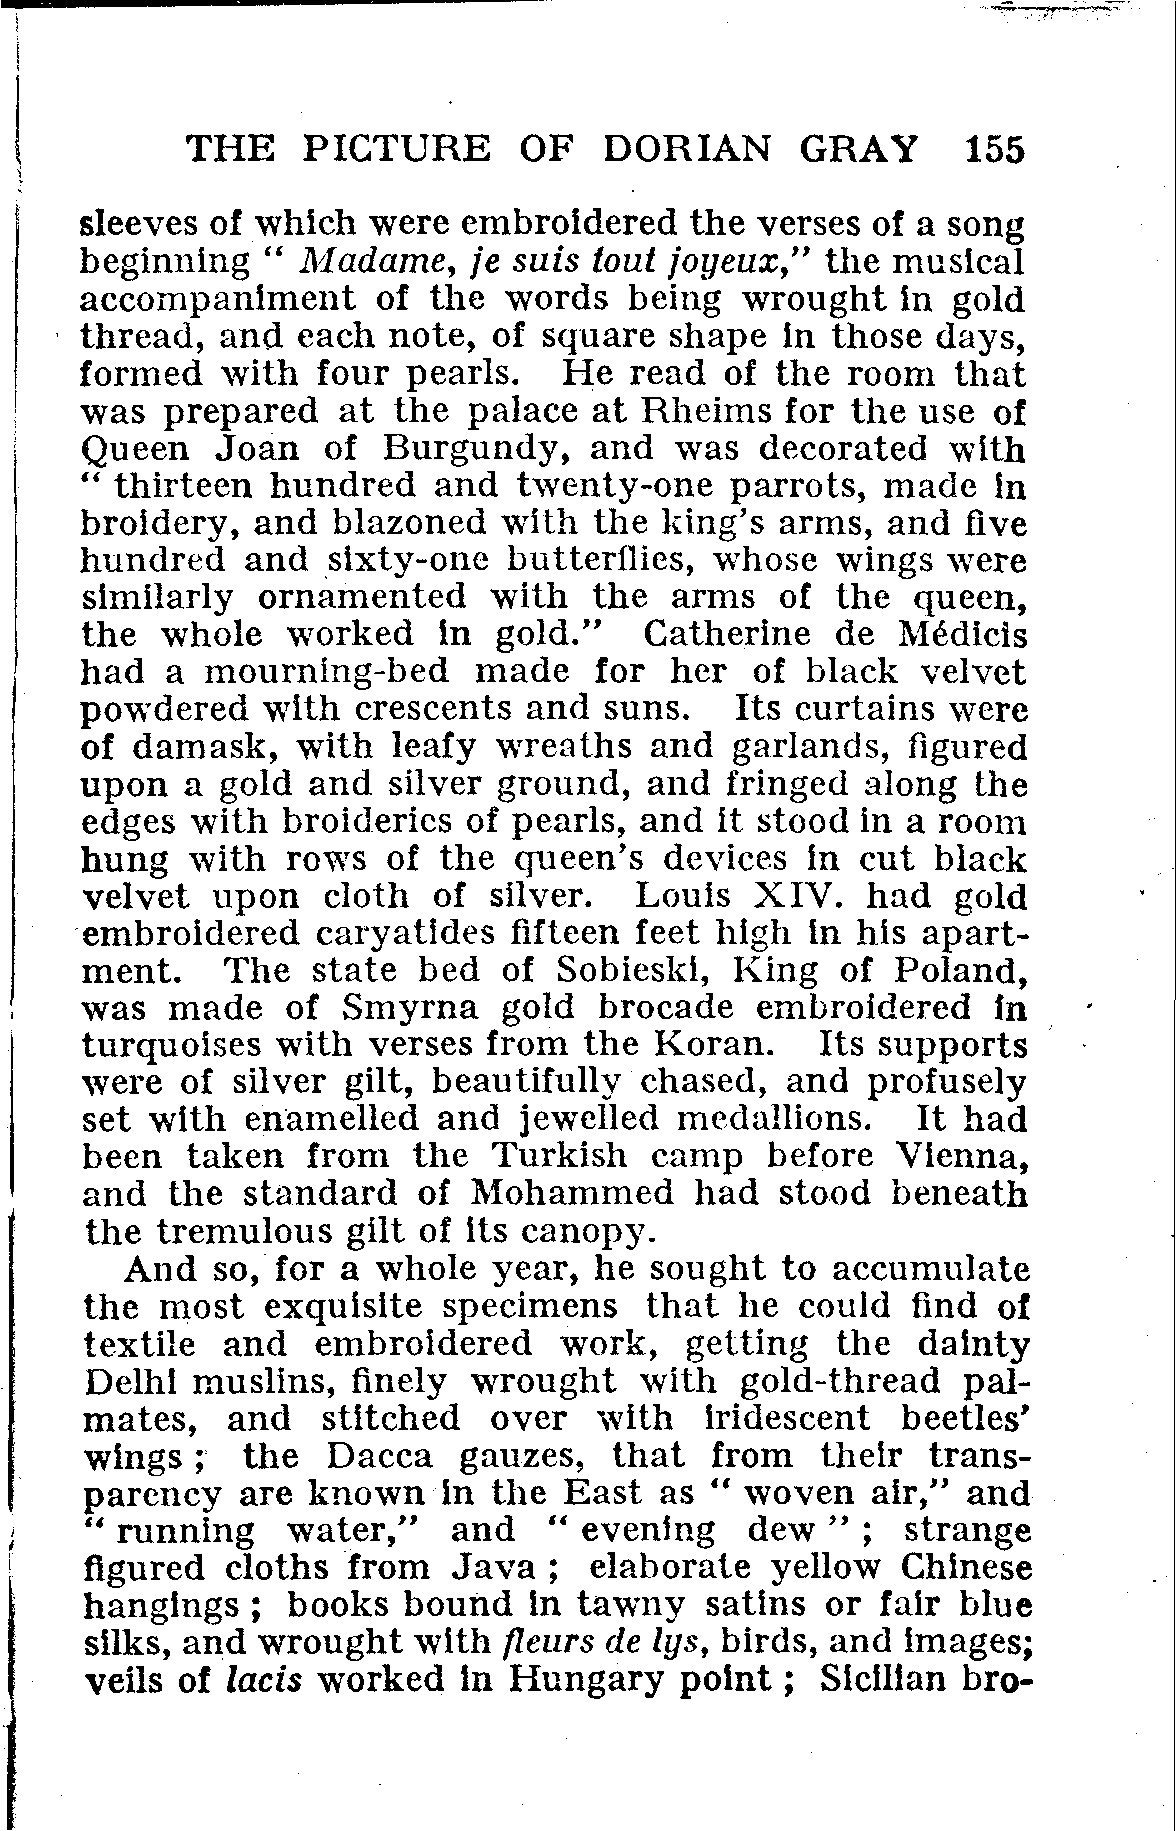 THE PICTURE OF DORIAN GRAY 155
sleeves of which were embroidered the verses of a song
beginning “ Madame, je suis tout joyeux,” the musical
accompaniment of the words being wrought in gold
thread, and each note, of square shape in those days,
formed with four pearls. He read of the room that
was prepared at the palace at Rheims for the use of
Queen Joan of Burgundy, and was decorated with
“ thirteen hundred and twenty-one parrots, made in
broidery, and blazoned with the king’s arms, and five
hundred and sixty-one butterflies, whose wings were
similarly ornamented with the arms of the queen,
the whole worked in gold.” Catherine de Médicis
had a mourning-bed made for her of black velvet
powdered with crescents and suns. Its curtains were
of damask, with leafy wreaths and garlands, figured
upon a gold and silver ground, and fringed along the
edges with broideries of pearls, and it stood in a room
hung with rows of the queen’s devices in cut black
velvet upon cloth of silver. Louis XIV. had gold
embroidered caryatides fifteen feet high in his apart-
ment. The state bed of Sobieski, King of Poland,
was made of Smyrna gold brocade embroidered in
turquoises with verses from the Koran. Its supports
were of silver gilt, beautifully chased, and profusely
set with enamelled and jewelled medallions. It had
been taken from the Turkish camp before Vienna,
and the standard of Mohammed had stood beneath
the tremulous gilt of its canopy.
And so, for a whole year, he sought to accumulate
the most exquisite specimens that he could find of
textile and embroidered work, getting the dainty
Delhi muslins, finely wrought with gold-thread pal-
mates, and stitched over with iridescent beetles’
wings ; the Dacca gauzes, that from their trans-
parency are known in the East as “ woven air,” and
“ running water,” and “ evening dew ” ; strange
figured cloths from Java ; elaborate yellow Chinese
hangings ; books bound in tawny satins or fair blue
silks, and wrought with fleurs de lys, birds, and images;
veils of lacis worked in Hungary point ; Sicilian bro-